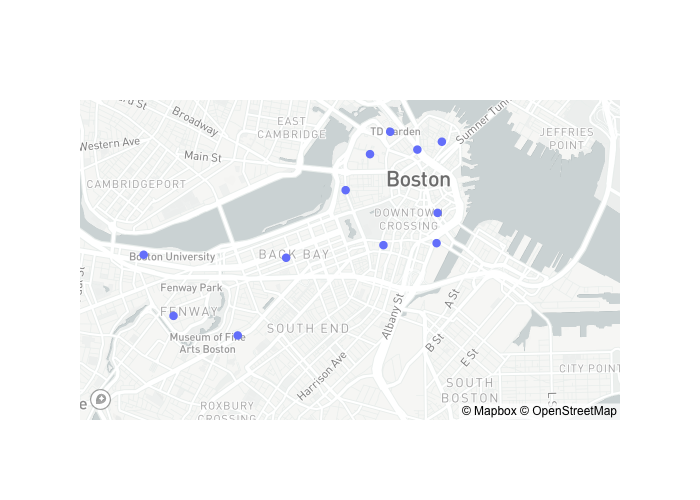 rd St
Broadway
EAST
CAMBRIDGE
TD Garden
Sumner Tunn
JEFFRIES
POINT
Western Ave
Main St
CAMBRIDGEPORT
Boston
DOWNTOWN
CROSSING
Boston University
BACK BAY
Fenway Park
FENWAY
A St
Albany St
SOUTH END
Museum of Fine
Arts Boston
B St
E St
Harrison Ave
CITY POINT
SOUTH
BOSTON
e
ROXBURY
CROSSING
© Mapbox © OpenStreetMap